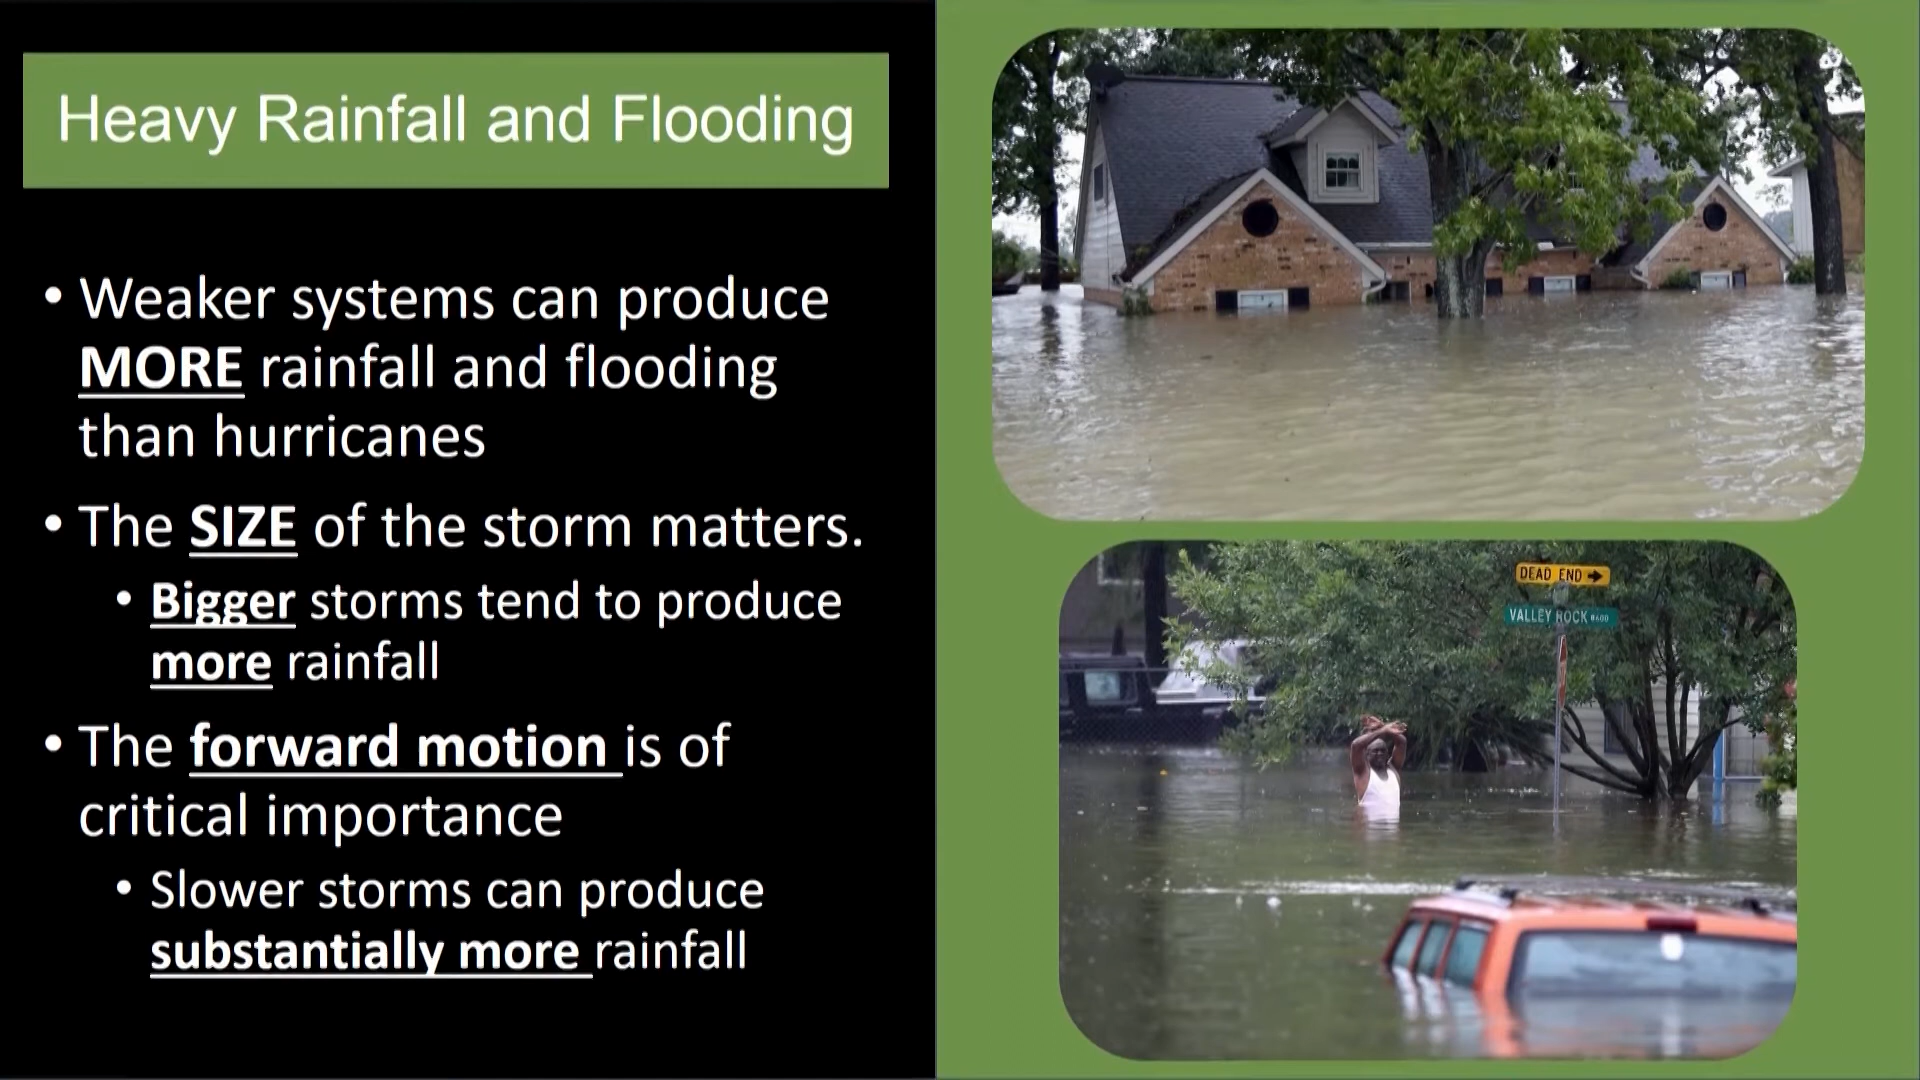 Heavy Rainfall and Flooding
• Weaker systems can produce
MORE rainfall and flooding
than hurricanes
• The SIZE of the storm matters.
• Bigger storms tend to produce
more rainfall
• The forward motion is of
critical importance
• Slower storms can produce
substantially more rainfall
DEAD END →
VALLEY ROCK